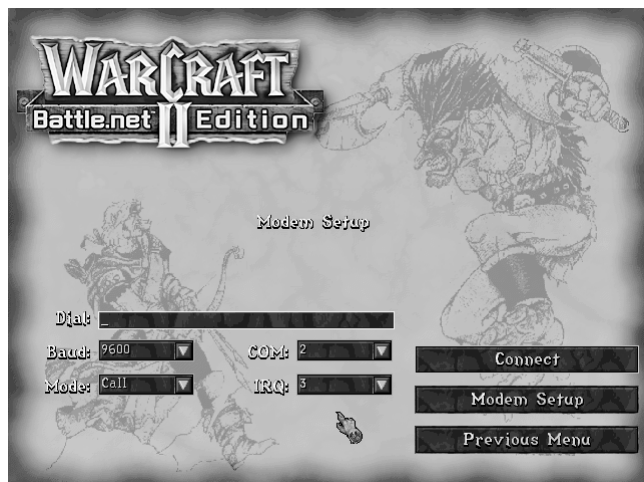 WARCRAFT
Battle.net II Edition
Modem Setup
Dial: _
Baud: 9600 COM: 2
Connect
Mode: Call IRQ: 3
Modem Setup
Previous Menu